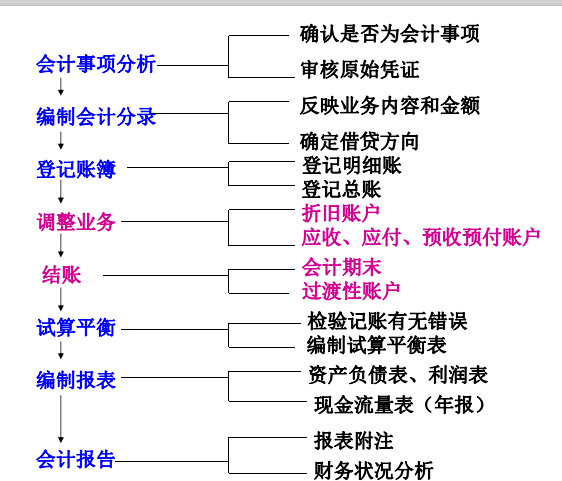 确认是否为会计事项
会计事项分析
审核原始凭证
反映业务内容和金额
编制会计分录
确定借贷方向
登记明细账
登记账簿
登记总账
折旧账户
调整业务
应收、应付、预收预付账户
会计期末
结账
过渡性账户
检验记账有无错误
试算平衡
编制试算平衡表
资产负债表、利润表
编制报表
现金流量表（年报）
报表附注
会计报告
财务状况分析